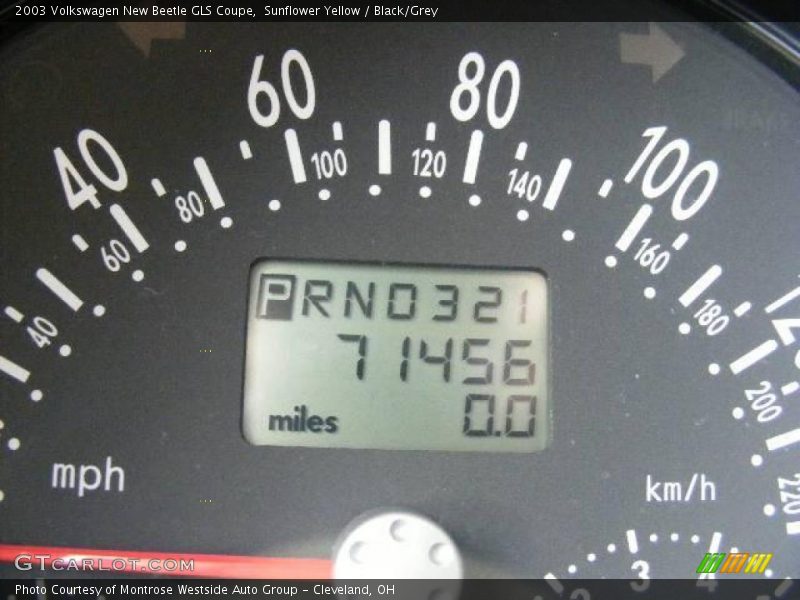 2003 Volkswagen New Beetle GLS Coupe,  Sunflower Yellow / Black/Grey
60 80
40 100
100 120
80 140
60 160
40 180
200
220
PRND321
71456
miles 0.0
mph km/h
3
4
GTCARLOT.COM
Photo Courtesy of Montrose Westside Auto Group - Cleveland, OH